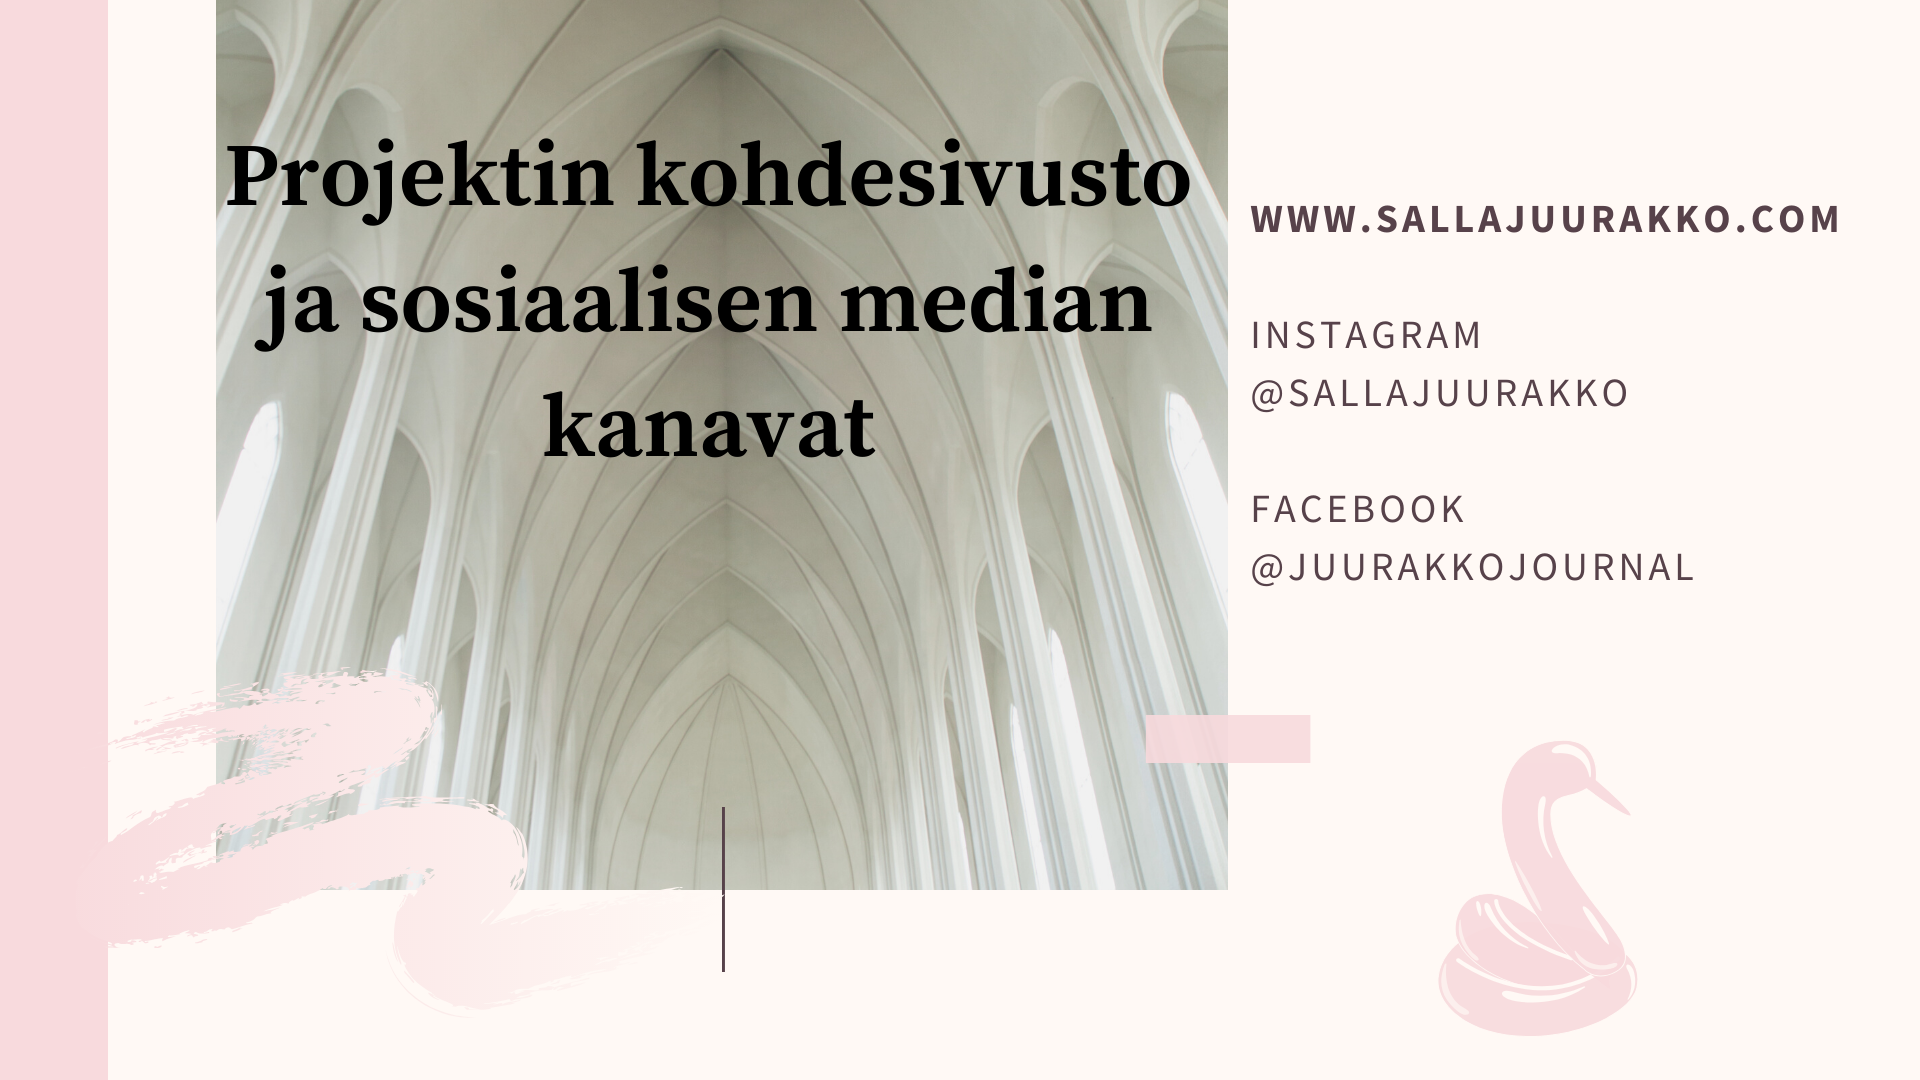 Projektin kohdesivusto
ja sosiaalisen median
kanavat
WWW.SALLAJUURAKKO.COM
INSTAGRAM
@SALLAJUURAKKO
FACEBOOK
@JUURAKKOJOURNAL